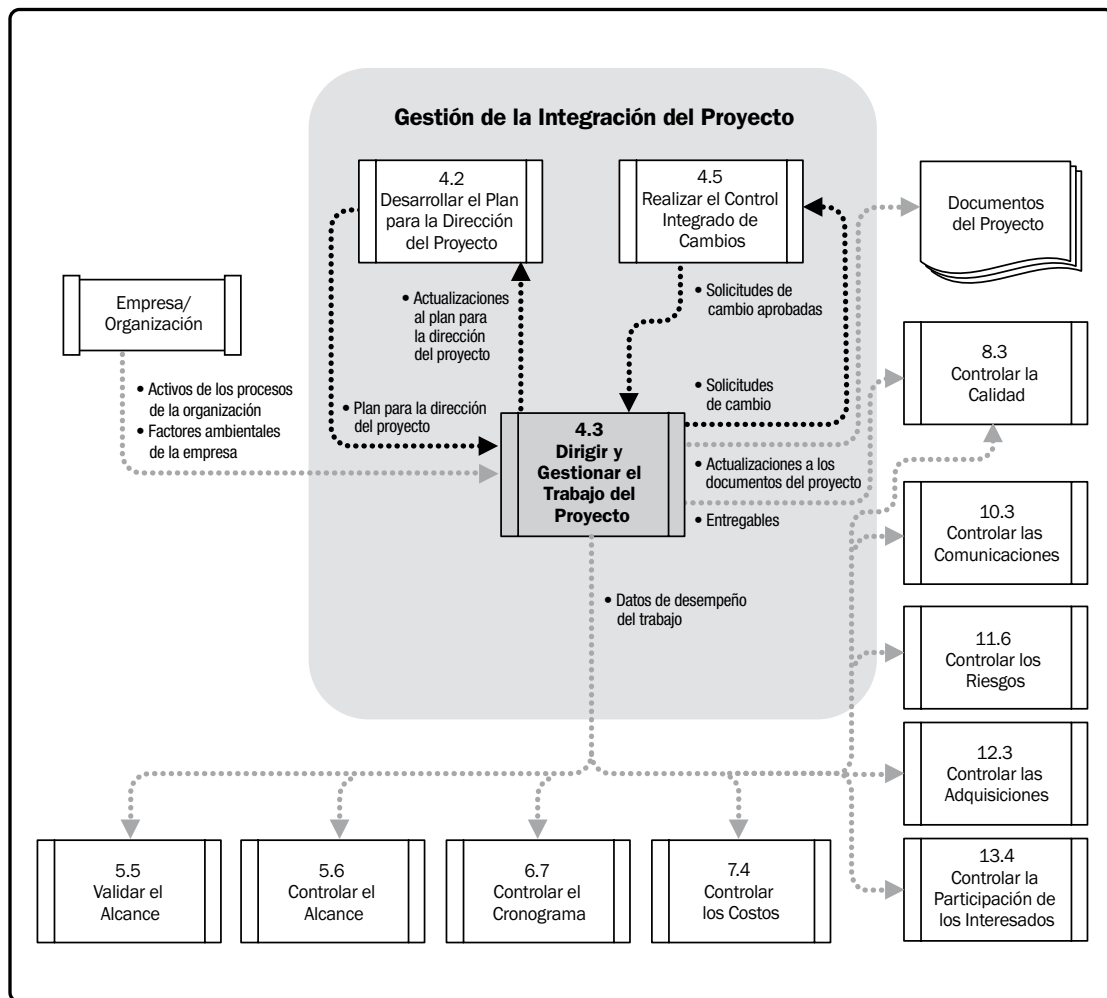 Gestión de la Integración del Proyecto
4.2
Desarrollar el Plan
para la Dirección
del Proyecto
4.5
Realizar el Control
Integrado de
Cambios
Documentos
del Proyecto
Empresa/
Organización
• Actualizaciones
al plan para
la dirección
del proyecto
• Solicitudes de
cambio aprobadas
8.3
Controlar la
Calidad
• Activos de los procesos
de la organización
• Factores ambientales
de la empresa
• Plan para la dirección
del proyecto
• Solicitudes
de cambio
4.3
Dirigir y
Gestionar el
Trabajo del
Proyecto
• Actualizaciones a los
documentos del proyecto
• Entregables
10.3
Controlar las
Comunicaciones
• Datos de desempeño
del trabajo
11.6
Controlar los
Riesgos
12.3
Controlar las
Adquisiciones
5.5
Validar el
Alcance
5.6
Controlar el
Alcance
6.7
Controlar el
Cronograma
7.4
Controlar
los Costos
13.4
Controlar la
Participación de
los Interesados